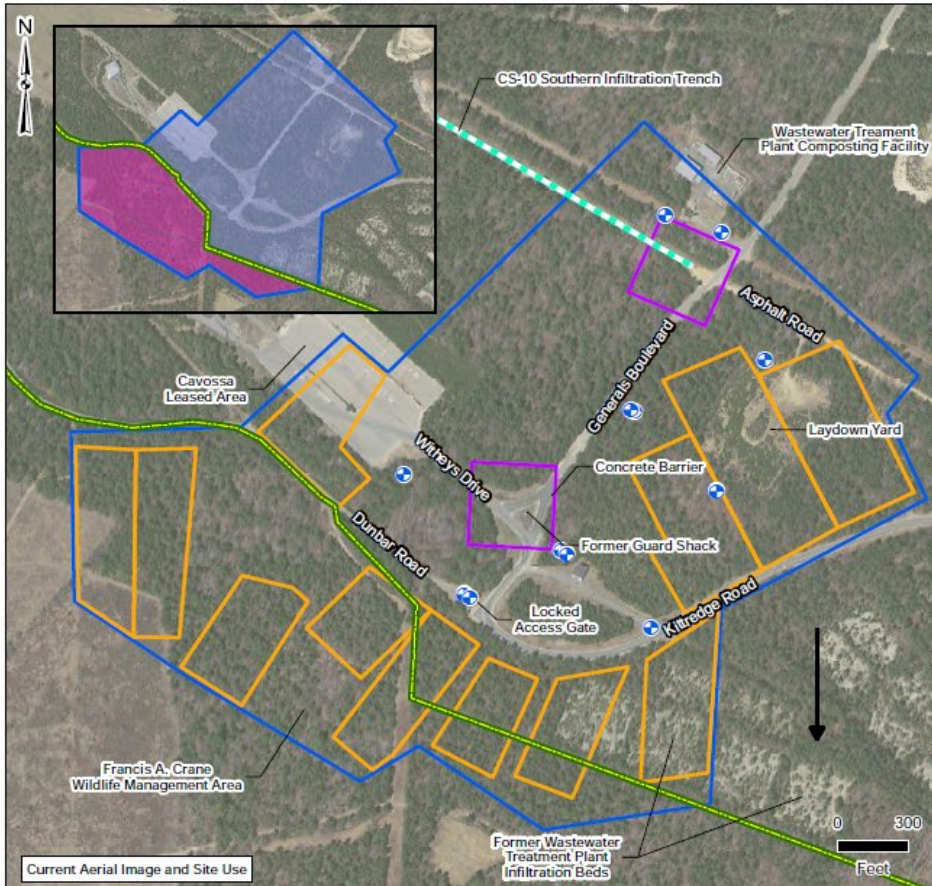 N
CS-10 Southern Infiltration Trench
Wastewater Treament
Plant Composting Facility
Asphalt Road
Generals Boulevard
Cavossa
Leased Area
Laydown Yard
Witheys Drive
Concrete Barrier
Former Guard Shack
Dunbar Road
Locked
Access Gate
Kittredge Road
Francis A. Crane
Wildlife Management Area
Former Wastewater
Treatment Plant
Infiltration Beds
0 300
Feet
Current Aerial Image and Site Use